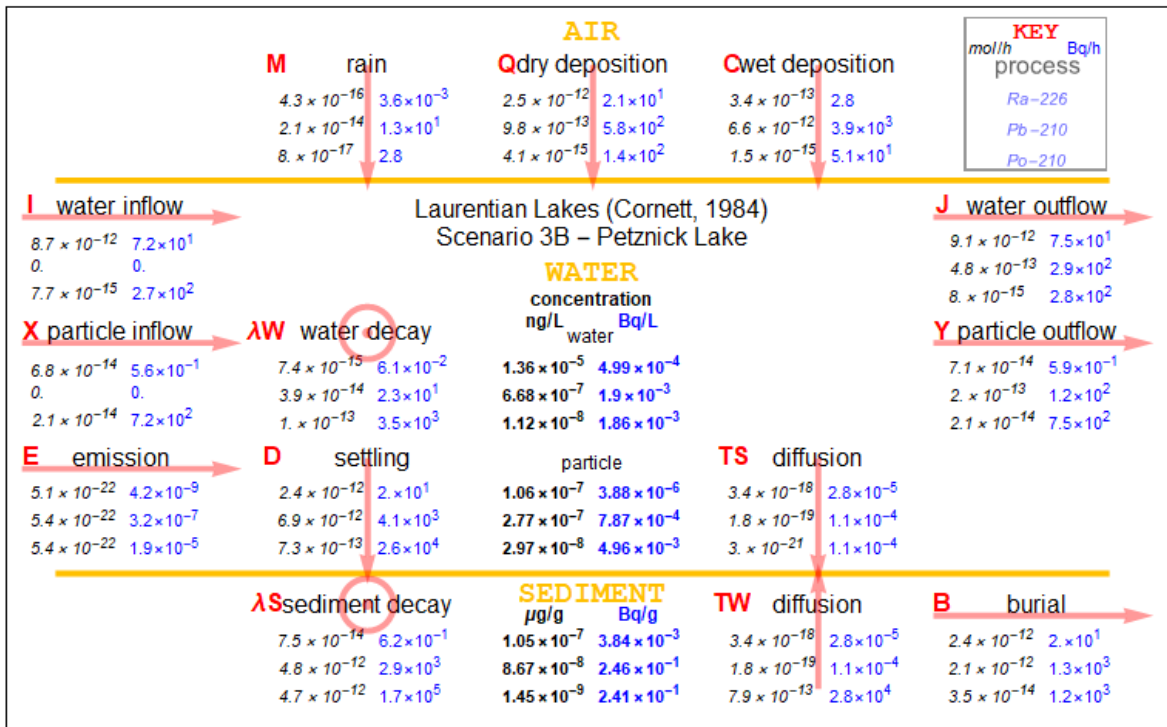 AIR
KEY
mol/h Bq/h
process
Ra-226
Pb-210
Po-210
M rain
4.3 × 10⁻¹⁶ 3.6×10⁻³
2.1 × 10⁻¹⁴ 1.3×10¹
8. × 10⁻¹⁷ 2.8
Q dry deposition
2.5 × 10⁻¹² 2.1×10¹
9.8 × 10⁻¹³ 5.8×10²
4.1 × 10⁻¹⁵ 1.4×10²
C wet deposition
3.4 × 10⁻¹³ 2.8
6.6 × 10⁻¹² 3.9×10³
1.5 × 10⁻¹⁵ 5.1×10¹
I water inflow
8.7 × 10⁻¹² 7.2×10¹
0. 0.
7.7 × 10⁻¹⁵ 2.7×10²
Laurentian Lakes (Cornett, 1984)
Scenario 3B – Petznick Lake
J water outflow
9.1 × 10⁻¹² 7.5×10¹
4.8 × 10⁻¹³ 2.9×10²
8. × 10⁻¹⁵ 2.8×10²
WATER
concentration
ng/L Bq/L
water
1.36×10⁻⁵ 4.99×10⁻⁴
6.68×10⁻⁷ 1.9×10⁻³
1.12×10⁻⁸ 1.86×10⁻³
X particle inflow
6.8 × 10⁻¹⁴ 5.6×10⁻¹
0. 0.
2.1 × 10⁻¹⁴ 7.2×10²
λW water decay
7.4 × 10⁻¹⁵ 6.1×10⁻²
3.9 × 10⁻¹⁴ 2.3×10¹
1. × 10⁻¹³ 3.5×10³
Y particle outflow
7.1 × 10⁻¹⁴ 5.9×10⁻¹
2. × 10⁻¹³ 1.2×10²
2.1 × 10⁻¹⁴ 7.5×10²
E emission
5.1 × 10⁻²² 4.2×10⁻⁹
5.4 × 10⁻²² 3.2×10⁻⁷
5.4 × 10⁻²² 1.9×10⁻⁵
D settling
2.4 × 10⁻¹² 2.×10¹
6.9 × 10⁻¹² 4.1×10³
7.3 × 10⁻¹³ 2.6×10⁴
particle
1.06×10⁻⁷ 3.88×10⁻⁶
2.77×10⁻⁷ 7.87×10⁻⁴
2.97×10⁻⁸ 4.96×10⁻³
TS diffusion
3.4 × 10⁻¹⁸ 2.8×10⁻⁵
1.8 × 10⁻¹⁹ 1.1×10⁻⁴
3. × 10⁻²¹ 1.1×10⁻⁴
λS sediment decay
7.5 × 10⁻¹⁴ 6.2×10⁻¹
4.8 × 10⁻¹² 2.9×10³
4.7 × 10⁻¹² 1.7×10⁵
SEDIMENT
μg/g Bq/g
1.05×10⁻⁷ 3.84×10⁻³
8.67×10⁻⁸ 2.46×10⁻¹
1.45×10⁻⁹ 2.41×10⁻¹
TW diffusion
3.4 × 10⁻¹⁸ 2.8×10⁻⁵
1.8 × 10⁻¹⁹ 1.1×10⁻⁴
7.9 × 10⁻¹³ 2.8×10⁴
B burial
2.4 × 10⁻¹² 2.×10¹
2.1 × 10⁻¹² 1.3×10³
3.5 × 10⁻¹⁴ 1.2×10³